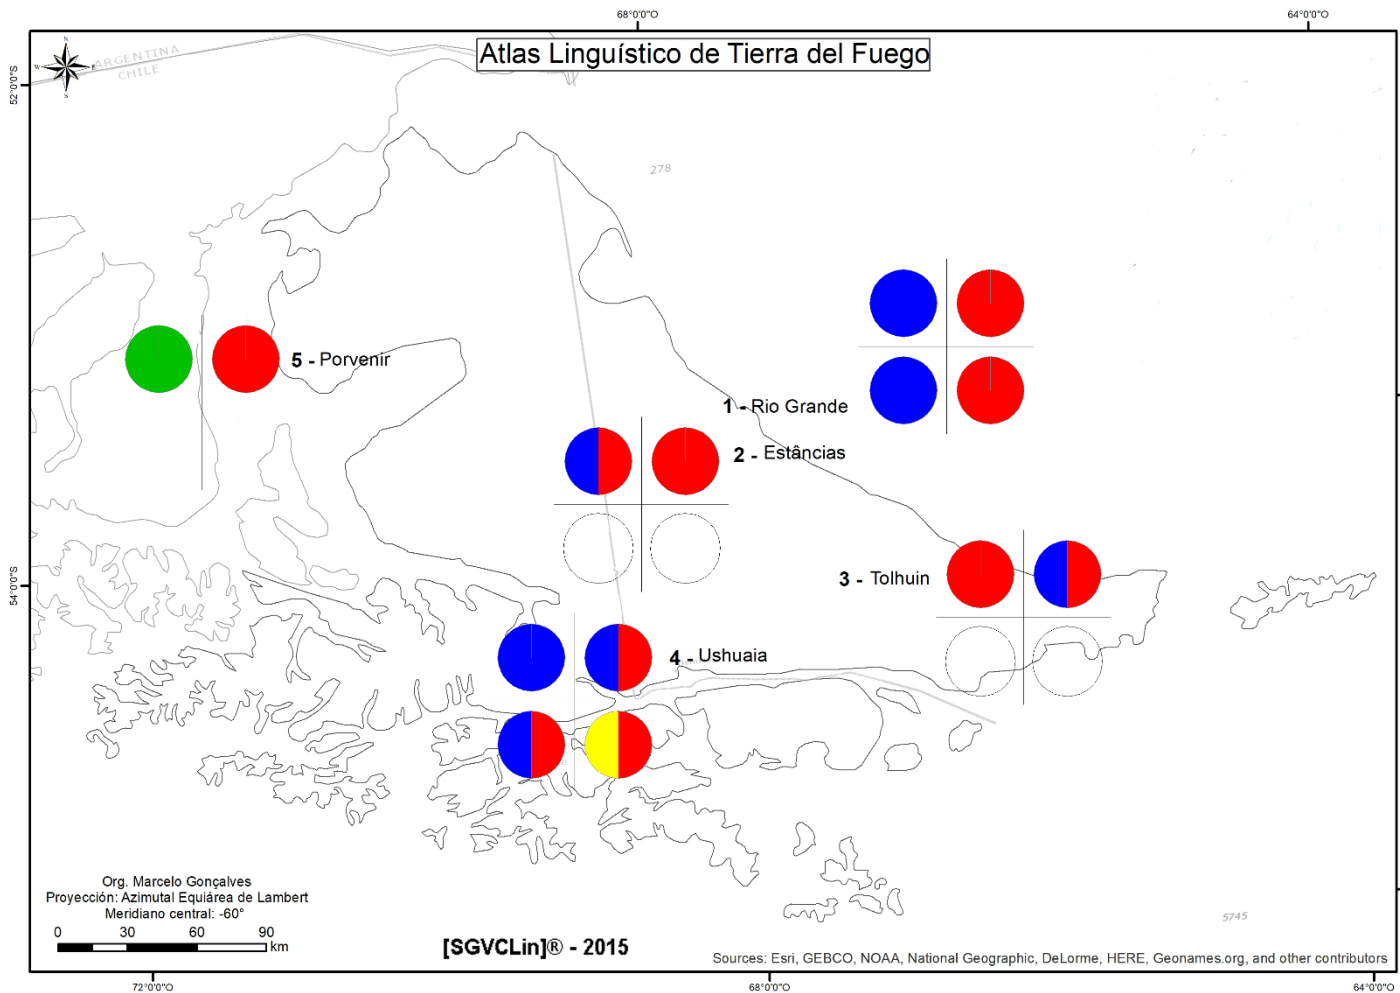 68°0'0"O
64°0'0"O
Atlas Linguístico de Tierra del Fuego
ARGENTINA
CHILE
N
W
E
S
52°0'0"S
278
5 - Porvenir
1 - Rio Grande
2 - Estâncias
3 - Tolhuin
54°0'0"S
4 - Ushuaia
Org. Marcelo Gonçalves
Proyección: Azimutal Equiárea de Lambert
Meridiano central: -60°
0 30 60 90
km
[SGVCLin]® - 2015
5745
Sources: Esri, GEBCO, NOAA, National Geographic, DeLorme, HERE, Geonames.org, and other contributors
72°0'0"O
68°0'0"O
64°0'0"O